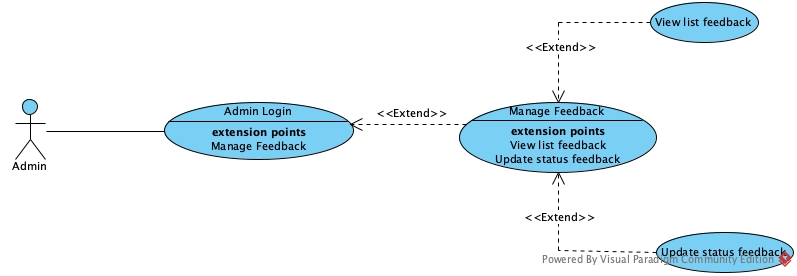 View list feedback
<<Extend>>
Admin Login
extension points
Manage Feedback
<<Extend>>
Manage Feedback
extension points
View list feedback
Update status feedback
Admin
<<Extend>>
Update status feedback
Powered By Visual Paradigm Community Edition